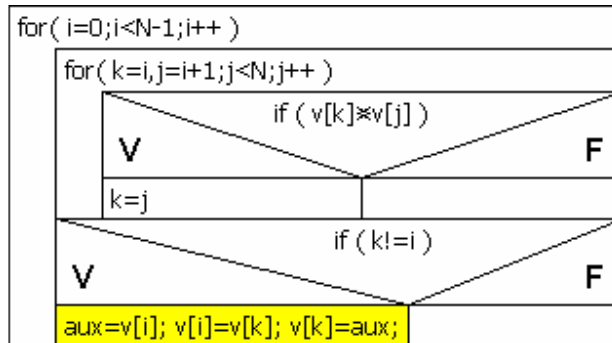 for( i=0;i<N-1;i++ )
for( k=i,j=i+1;j<N;j++ )
if ( v[k]*v[j] )
V F
k=j
if ( k!=i )
V F
aux=v[i]; v[i]=v[k]; v[k]=aux;